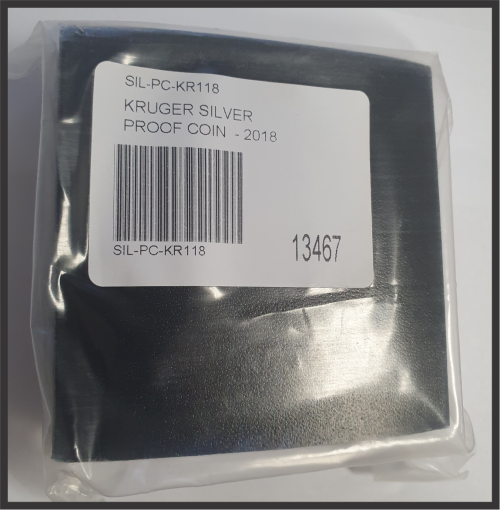 SIL-PC-KR118
KRUGER SILVER
PROOF COIN - 2018
SIL-PC-KR118
13467